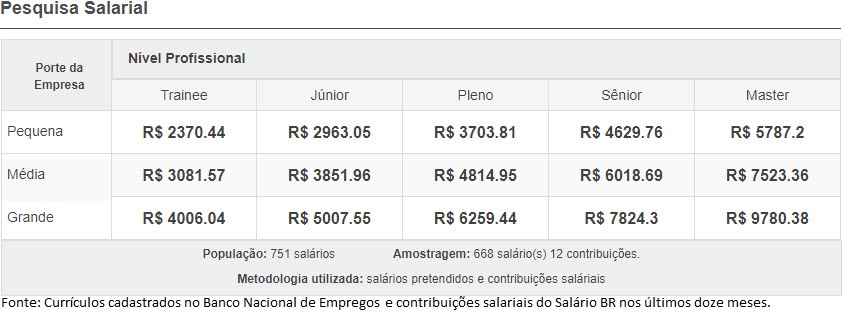 Pesquisa Salarial
Porte da Empresa Nível Profissional
Trainee Júnior Pleno Sênior Master
Pequena R$ 2370.44 R$ 2963.05 R$ 3703.81 R$ 4629.76 R$ 5787.2
Média R$ 3081.57 R$ 3851.96 R$ 4814.95 R$ 6018.69 R$ 7523.36
Grande R$ 4006.04 R$ 5007.55 R$ 6259.44 R$ 7824.3 R$ 9780.38
População: 751 salários Amostragem: 668 salário(s) 12 contribuições.
Metodologia utilizada: salários pretendidos e contribuições salariais
Fonte: Currículos cadastrados no Banco Nacional de Empregos e contribuições salariais do Salário BR nos últimos doze meses.